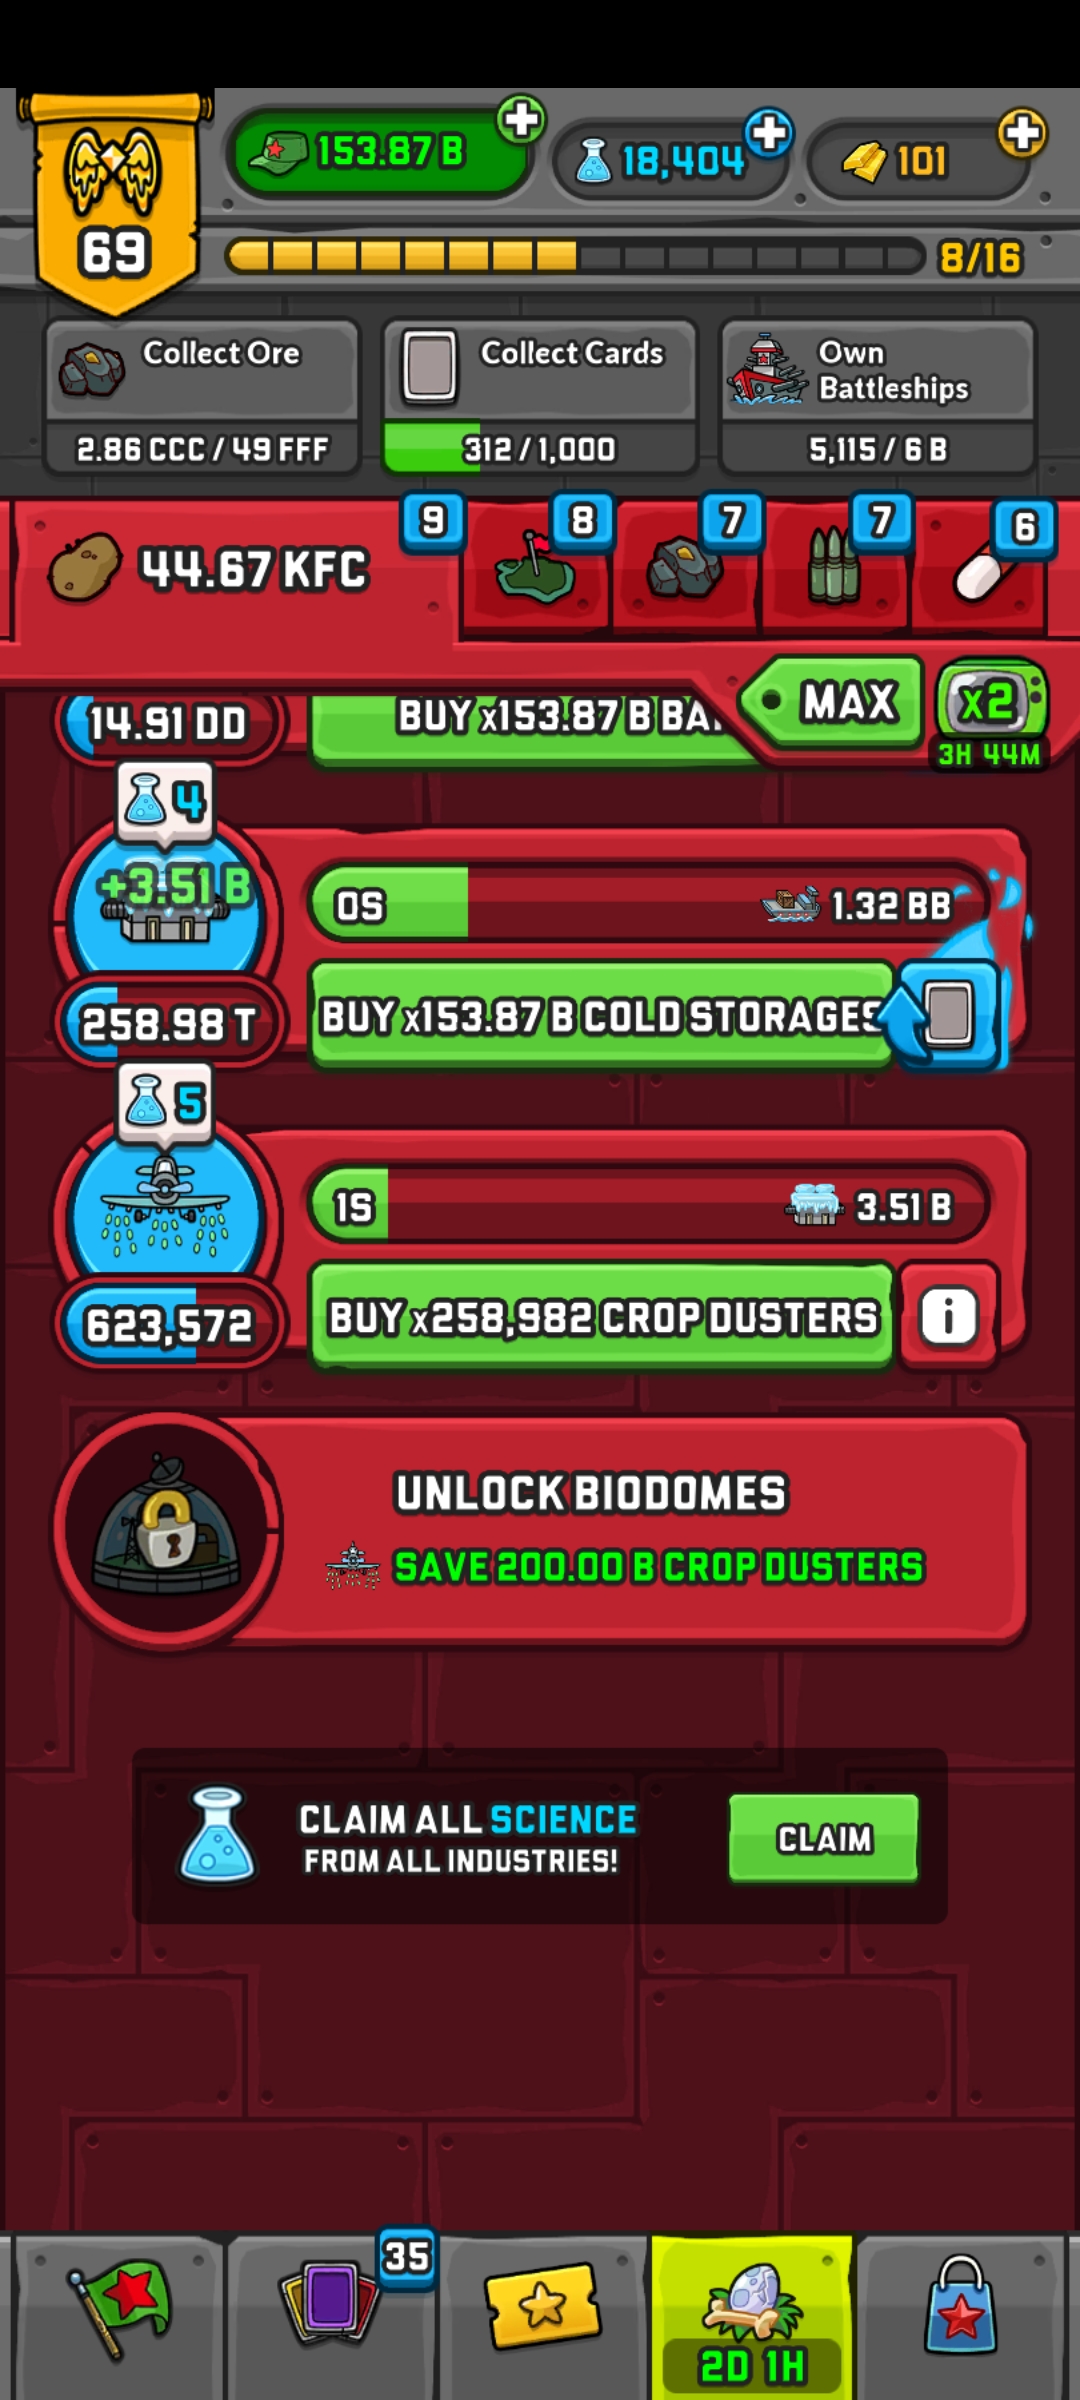 69
153.87 B
18,404
101
8/16
Collect Ore
2.86 CCC / 49 FFF
Collect Cards
312 / 1,000
Own
Battleships
5,115 / 6 B
44.67 KFC
9
8
7
7
6
MAX
x2
3H 44M
14.91 DD
BUY x153.87 B
4
+3.51 B
0S
1.32 BB
258.98 T
BUY x153.87 B COLD STORAGES
5
1S
3.51 B
623,572
BUY x258,982 CROP DUSTERS
i
UNLOCK BIODOMES
SAVE 200.00 B CROP DUSTERS
CLAIM ALL SCIENCE
FROM ALL INDUSTRIES!
CLAIM
35
2D 1H